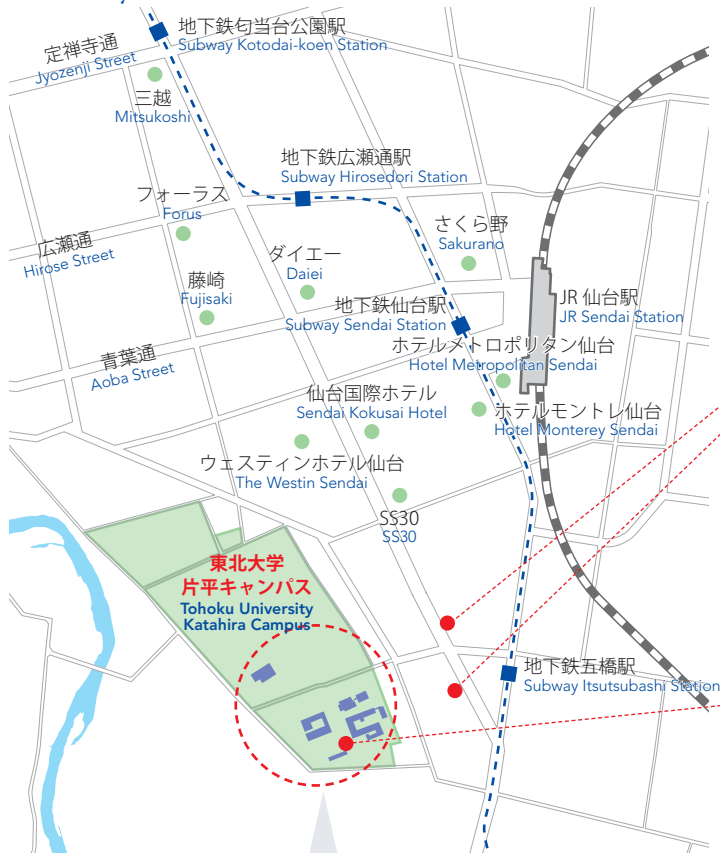 地下鉄匂当台公園駅
Subway Kotodai-koen Station
定禅寺通
Jyozenji Street
三越
Mitsukoshi
地下鉄広瀬通駅
Subway Hirosedori Station
フォーラス
Forus
さくら野
Sakurano
広瀬通
Hirose Street
ダイエー
Daiei
藤崎
Fujisaki
地下鉄仙台駅
Subway Sendai Station
JR 仙台駅
JR Sendai Station
ホテルメトロポリタン仙台
Hotel Metropolitan Sendai
青葉通
Aoba Street
仙台国際ホテル
Sendai Kokusai Hotel
ホテルモントレ仙台
Hotel Monterey Sendai
ウェスティンホテル仙台
The Westin Sendai
SS30
SS30
東北大学
片平キャンパス
Tohoku University
Katahira Campus
地下鉄五橋駅
Subway Itsutsubashi Station